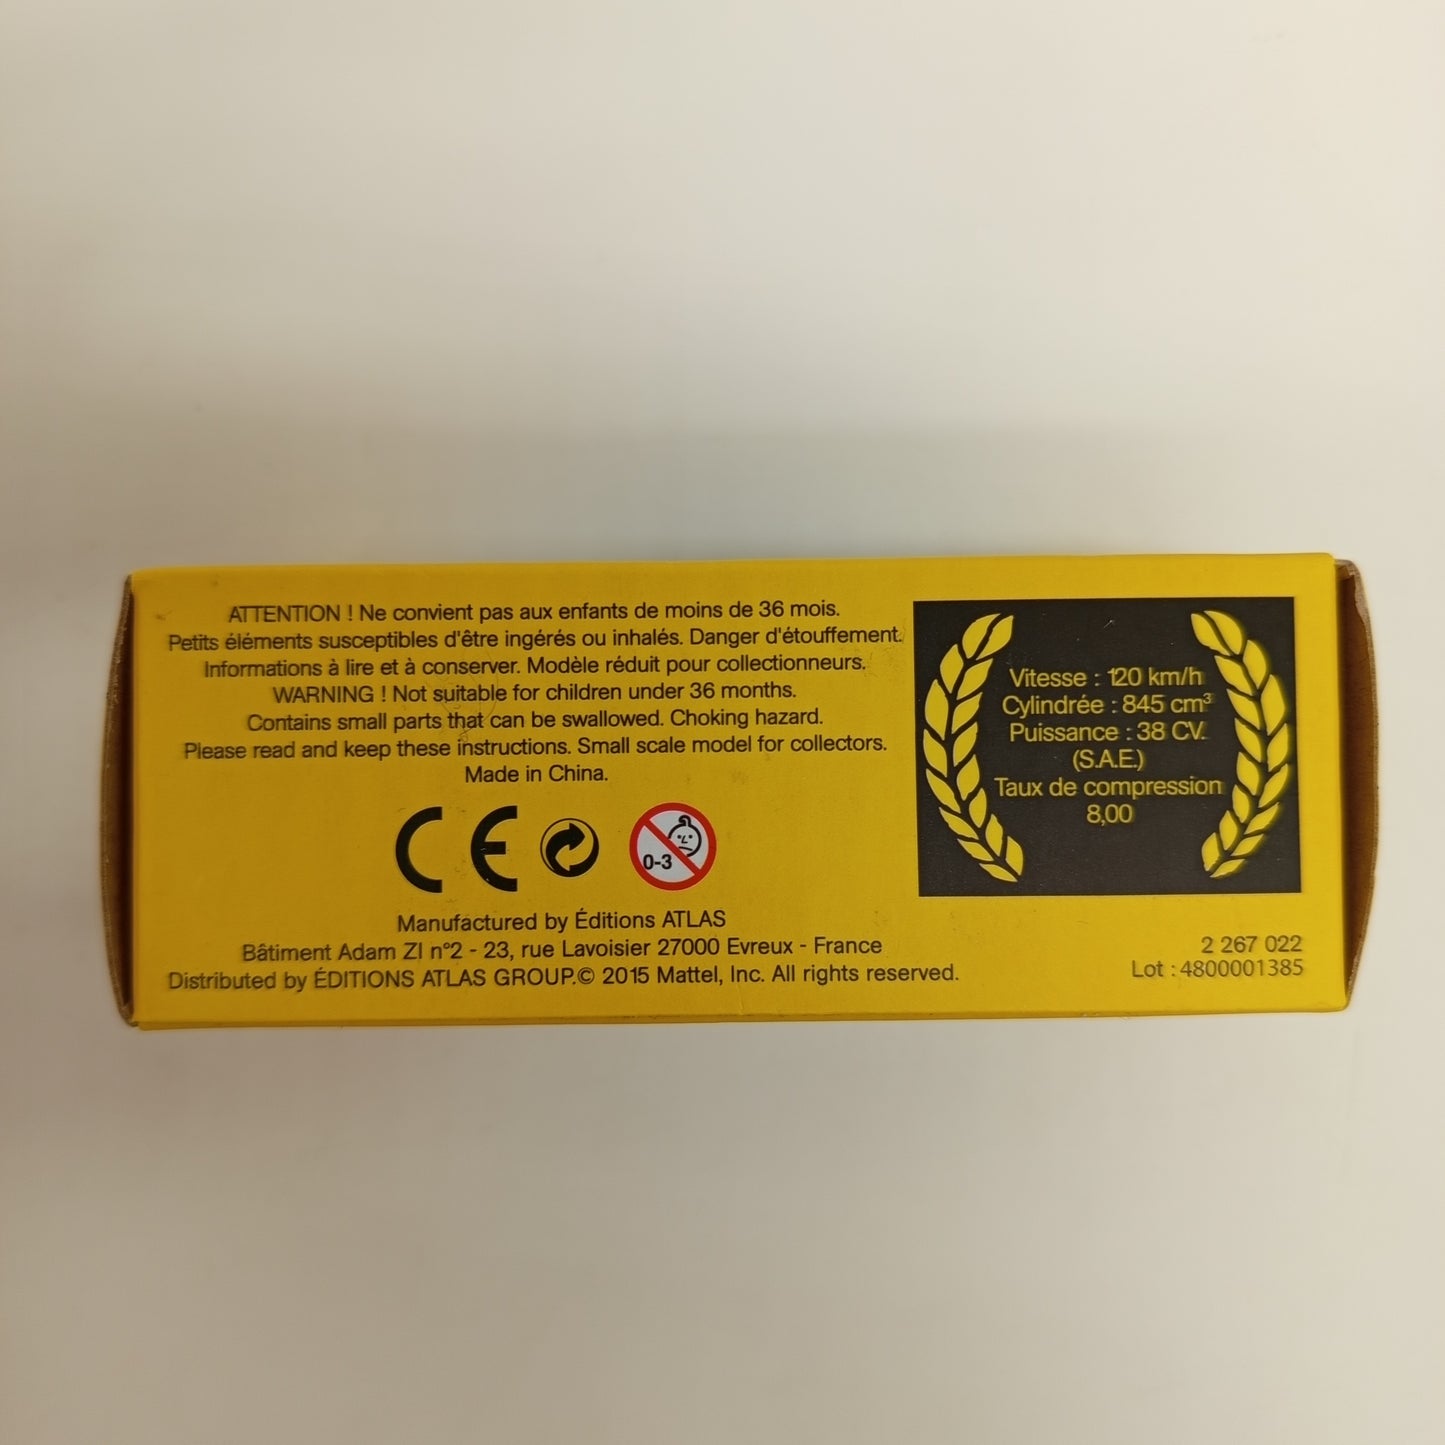 ATTENTION ! Ne convient pas aux enfants de moins de 36 mois.
Petits éléments susceptibles d'être ingérés ou inhalés. Danger d'étouffement.
Informations à lire et à conserver. Modèle réduit pour collectionneurs.
WARNING ! Not suitable for children under 36 months.
Contains small parts that can be swallowed. Choking hazard.
Please read and keep these instructions. Small scale model for collectors.
Made in China.
CE
0-3
Manufactured by Éditions ATLAS
Bâtiment Adam ZI n°2 - 23, rue Lavoisier 27000 Evreux - France
Distributed by ÉDITIONS ATLAS GROUP.© 2015 Mattel, Inc. All rights reserved.
Vitesse : 120 km/h
Cylindrée : 845 cm³
Puissance : 38 CV.
(S.A.E.)
Taux de compression
8,00
2 267 022
Lot : 4800001385